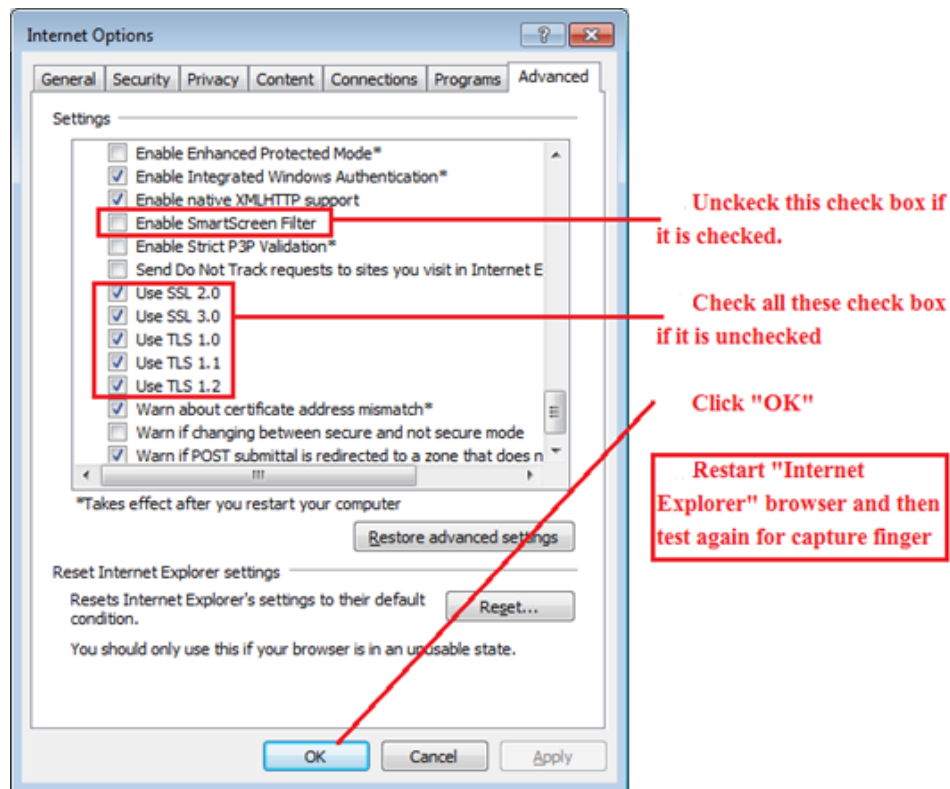 Internet Options
General Security Privacy Content Connections Programs Advanced
Settings
Enable Enhanced Protected Mode*
Enable Integrated Windows Authentication*
Enable native XMLHTTP support
Enable SmartScreen Filter
Enable Strict P3P Validation*
Send Do Not Track requests to sites you visit in Internet E
Use SSL 2.0
Use SSL 3.0
Use TLS 1.0
Use TLS 1.1
Use TLS 1.2
Warn about certificate address mismatch*
Warn if changing between secure and not secure mode
Warn if POST submittal is redirected to a zone that does n
*Takes effect after you restart your computer
Restore advanced settings
Reset Internet Explorer settings
Resets Internet Explorer's settings to their default
condition.
Reset...
You should only use this if your browser is in an unusable state.
OK Cancel Apply
Unckeck this check box if
it is checked.
Check all these check box
if it is unchecked
Click "OK"
Restart "Internet
Explorer" browser and then
test again for capture finger